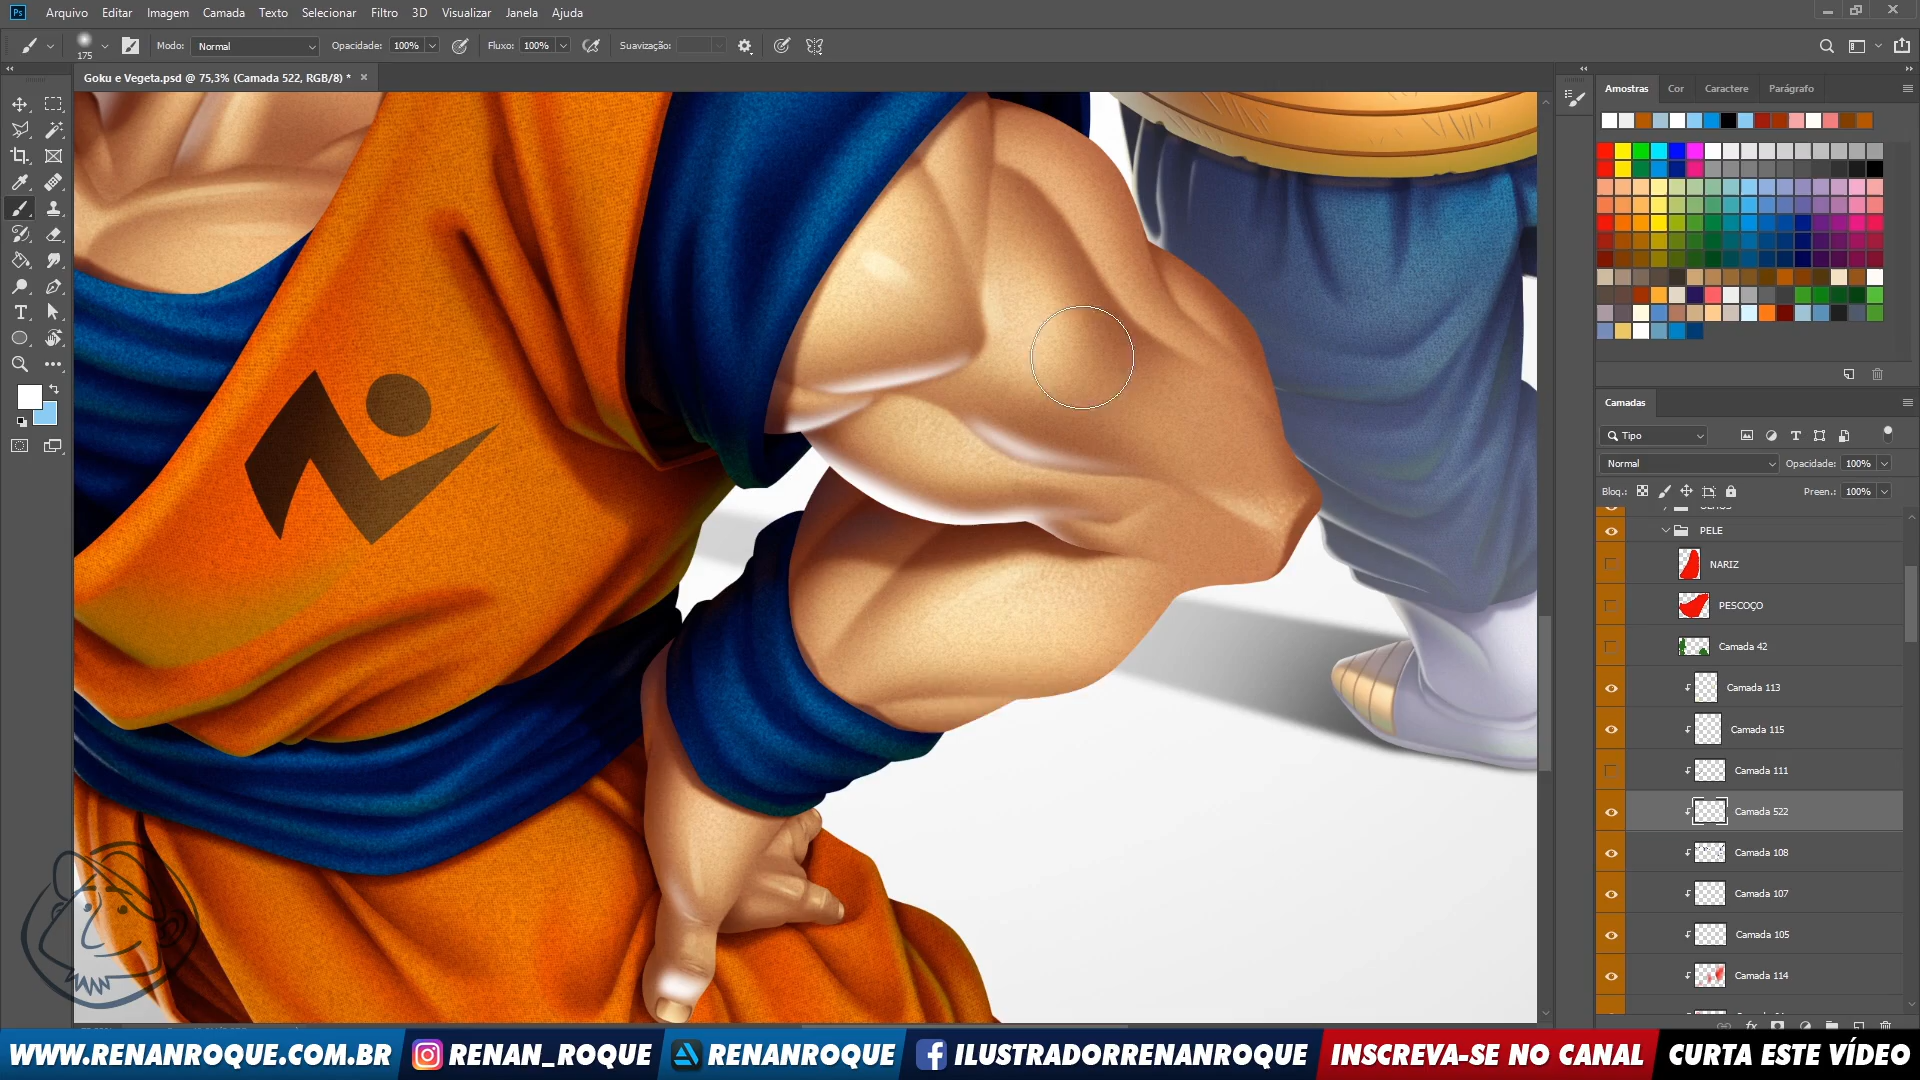 Ps Arquivo Editar Imagem Camada Texto Selecionar Filtro 3D Visualizar Janela Ajuda
175 Modo: Normal Opacidade: 100% Fluxo: 100% Suavização:
Goku e Vegeta.psd @ 75,3% (Camada 522, RGB/8) * ×
Amostras Cor Caractere Parágrafo
Camadas
Tipo
Normal Opacidade: 100%
Bloq.: Preen.: 100%
PELE
NARIZ
PESCOÇO
Camada 42
Camada 113
Camada 115
Camada 111
Camada 522
Camada 108
Camada 107
Camada 105
Camada 114
WWW.RENANROQUE.COM.BR RENAN_ROQUE RENANROQUE ILUSTRADORRENANROQUE INSCREVA-SE NO CANAL CURTA ESTE VÍDEO